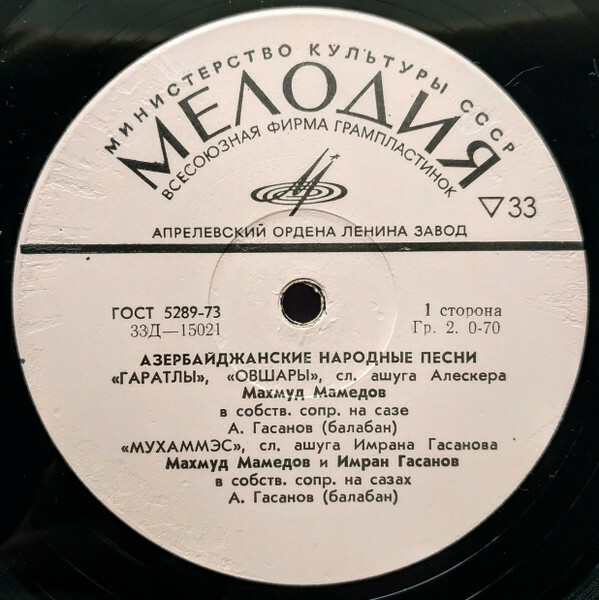 МИНИСТЕРСТВО КУЛЬТУРЫ СССР
МЕЛОДИЯ
ВСЕСОЮЗНАЯ ФИРМА ГРАМПЛАСТИНОК
▽33
АПРЕЛЕВСКИЙ ОРДЕНА ЛЕНИНА ЗАВОД
ГОСТ 5289-73
33Д—15021
1 сторона
Гр. 2. 0-70
АЗЕРБАЙДЖАНСКИЕ НАРОДНЫЕ ПЕСНИ
«ГАРАТЛЫ», «ОВШАРЫ», сл. ашуга Алескера
Махмуд Мамедов
в собств. сопр. на сазе
А. Гасанов (балабан)
«МУХАММЭС», сл. ашуга Имрана Гасанова
Махмуд Мамедов и Имран Гасанов
в собств. сопр. на сазах
А. Гасанов (балабан)